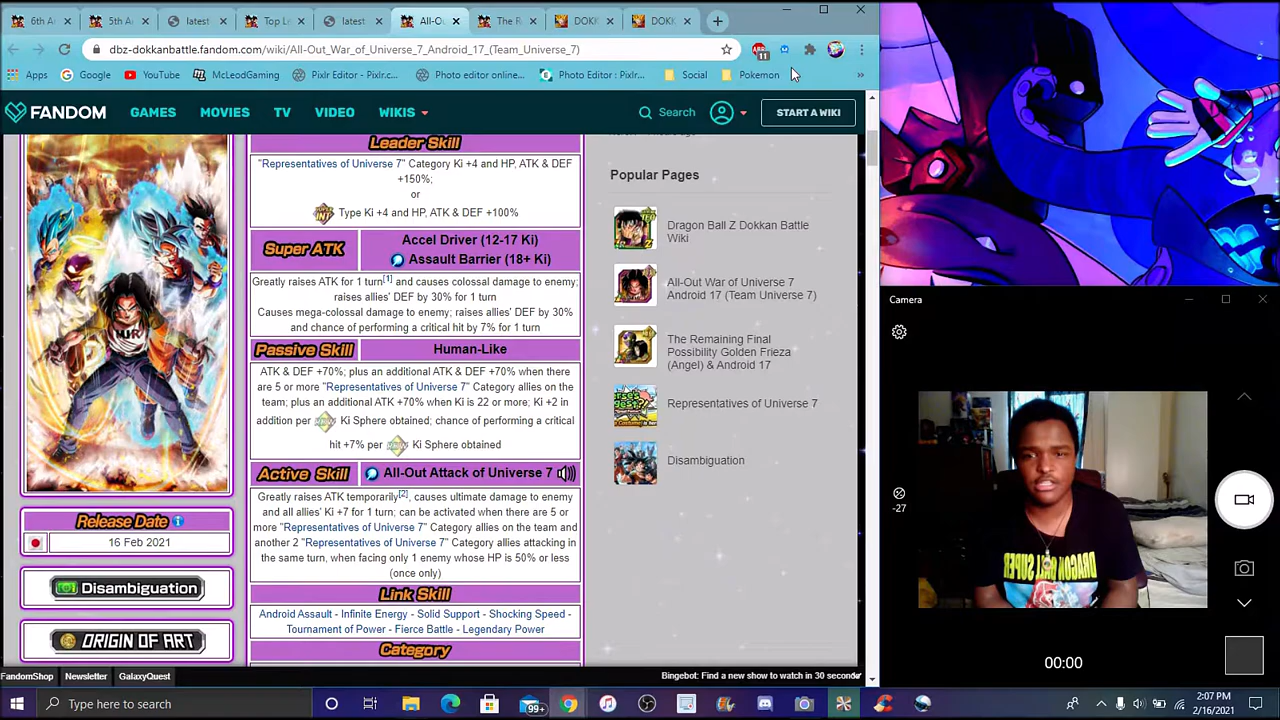 6th A
5th A
latest
Top L
latest
All-Ou
The R
DOKK
DOKK
dbz-dokkanbattle.fandom.com/wiki/All-Out_War_of_Universe_7_Android_17_(Team_Universe_7)
11
Apps
Google
YouTube
McLeodGaming
Pixlr Editor - Pixlr.c...
Photo editor online...
Photo Editor : Pixlr...
Social
Pokemon
»
FANDOM
GAMES
MOVIES
TV
VIDEO
WIKIS
Search
START A WIKI
Leader Skill
"Representatives of Universe 7" Category Ki +4 and HP, ATK & DEF
+150%;
or
Type Ki +4 and HP, ATK & DEF +100%
Super ATK
Accel Driver (12-17 Ki)
Assault Barrier (18+ Ki)
Greatly raises ATK for 1 turn[1] and causes colossal damage to enemy;
raises allies' DEF by 30% for 1 turn
Causes mega-colossal damage to enemy; raises allies' DEF by 30%
and chance of performing a critical hit by 7% for 1 turn
Passive Skill
Human-Like
ATK & DEF +70%; plus an additional ATK & DEF +70% when there
are 5 or more "Representatives of Universe 7" Category allies on the
team; plus an additional ATK +70% when Ki is 22 or more; Ki +2 in
addition per Ki Sphere obtained; chance of performing a critical
hit +7% per Ki Sphere obtained
Active Skill
All-Out Attack of Universe 7
Greatly raises ATK temporarily[2], causes ultimate damage to enemy
and all allies' Ki +7 for 1 turn; can be activated when there are 5 or
more "Representatives of Universe 7" Category allies on the team and
another 2 "Representatives of Universe 7" Category allies attacking in
the same turn, when facing only 1 enemy whose HP is 50% or less
(once only)
Link Skill
Android Assault - Infinite Energy - Solid Support - Shocking Speed -
Tournament of Power - Fierce Battle - Legendary Power
Category
Release Date
16 Feb 2021
Disambiguation
ORIGIN OF ART
Popular Pages
Dragon Ball Z Dokkan Battle
Wiki
All-Out War of Universe 7
Android 17 (Team Universe 7)
The Remaining Final
Possibility Golden Frieza
(Angel) & Android 17
Representatives of Universe 7
Disambiguation
FandomShop
Newsletter
GalaxyQuest
Bingebot: Find a new show to watch in 30 seconds
Camera
-27
DRAGON BALL SUPER
00:00
Type here to search
99+
2:07 PM
2/16/2021